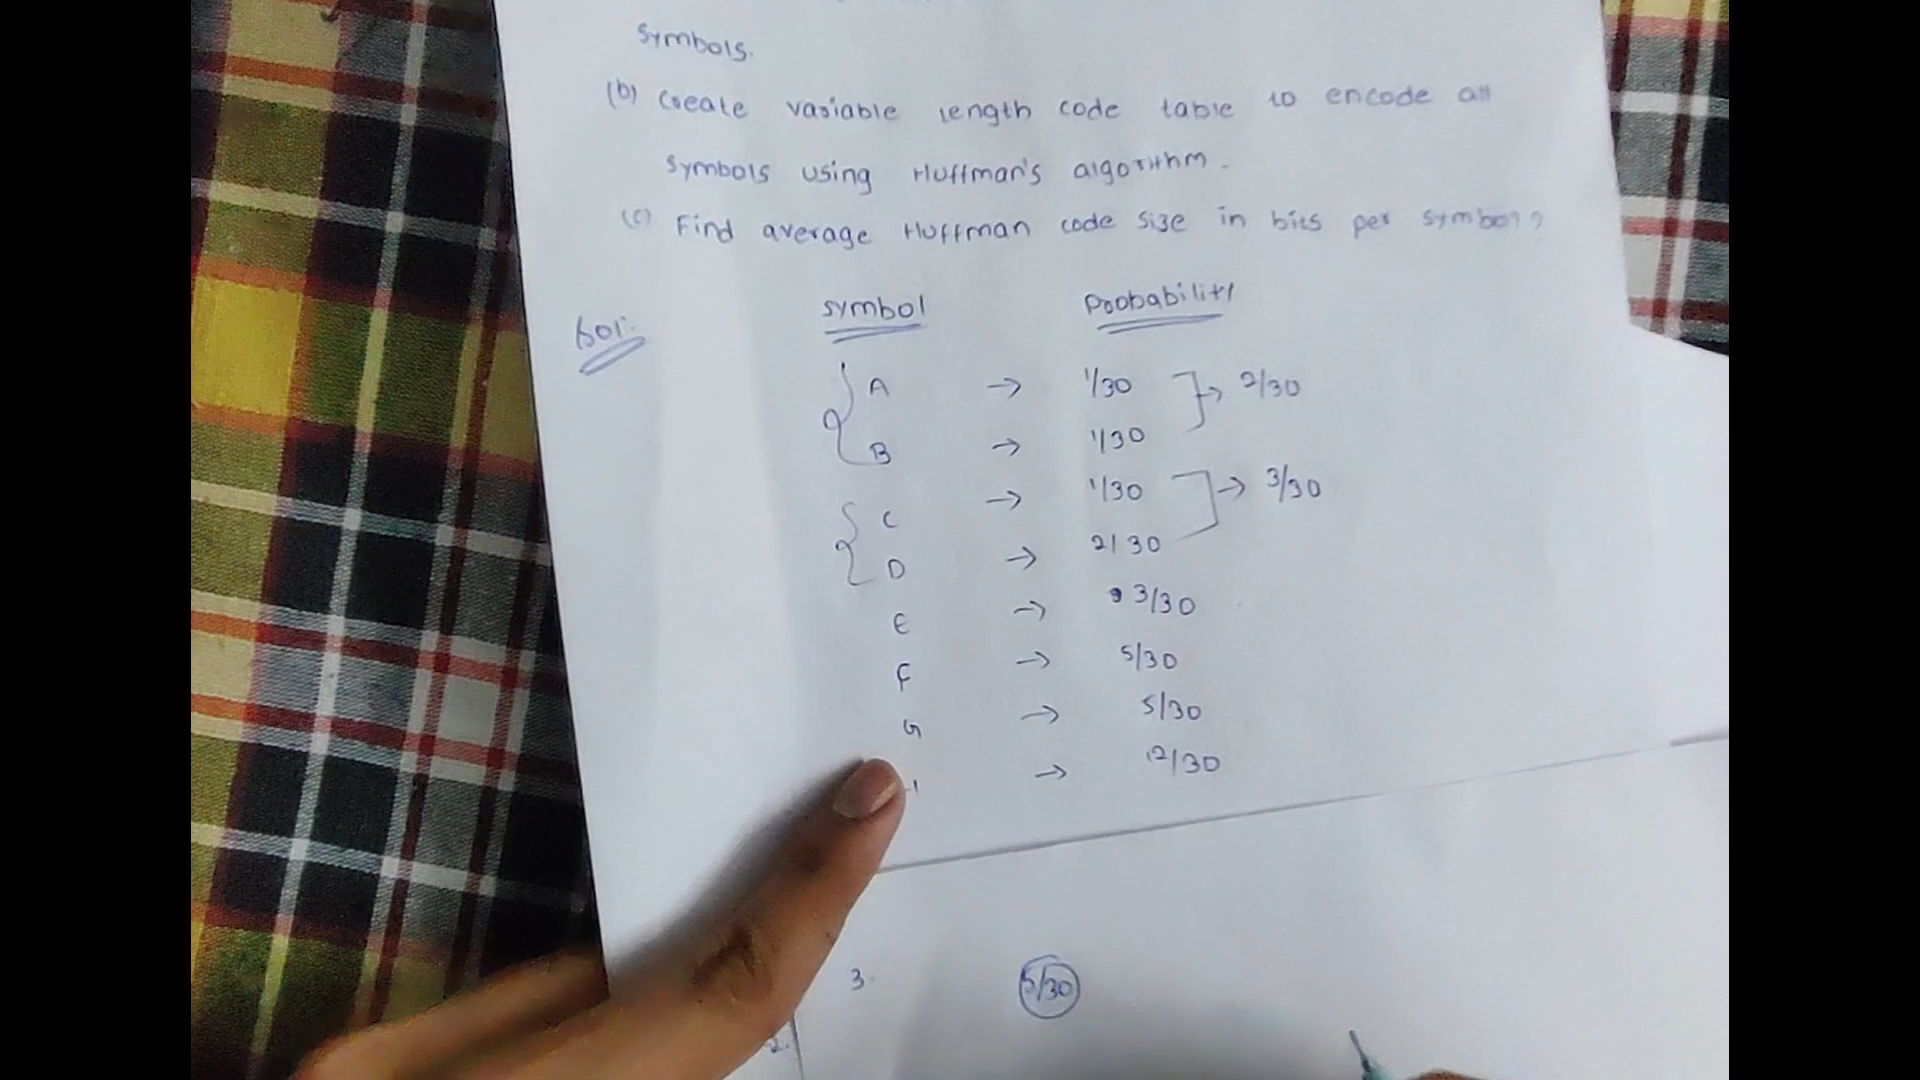 symbols.
(b) create variable length code table to encode all
symbols using Huffman's algorithm.
(c) Find average Huffman code size in bits per symbol?
Sol:
symbol Probability
A → 1/30 → 2/30
B → 1/30
C → 1/30 → 3/30
D → 2/30
E → 3/30
F → 5/30
G → 5/30
→ 12/30
3. 5/30
2.